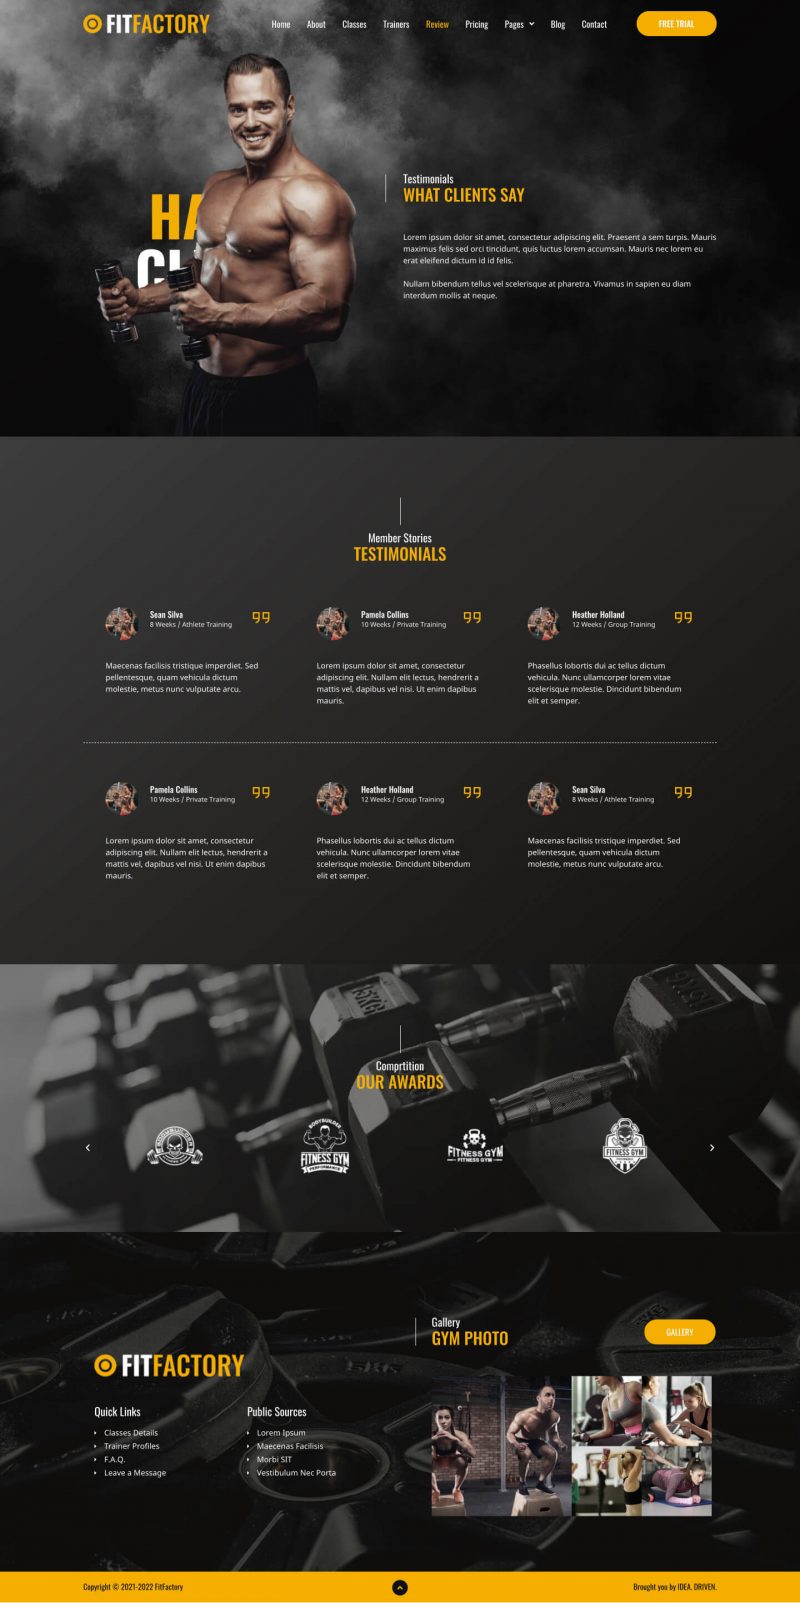 FITFACTORY
Home About Classes Trainers Review Pricing Pages Blog Contact FREE TRIAL
HA
CL
Testimonials
WHAT CLIENTS SAY
Lorem ipsum dolor sit amet, consectetur adipiscing elit. Praesent a sem turpis. Mauris
maximus felis sed orci tincidunt, quis luctus lorem accumsan. Mauris nec lorem eu
erat eleifend dictum id id felis.
Nullam bibendum tellus vel scelerisque at pharetra. Vivamus in sapien eu diam
interdum mollis at neque.
Member Stories
TESTIMONIALS
Sean Silva
8 Weeks / Athlete Training
Maecenas facilisis tristique imperdiet. Sed
pellentesque, quam vehicula dictum
molestie, metus nunc vulputate arcu.
Pamela Collins
10 Weeks / Private Training
Lorem ipsum dolor sit amet, consectetur
adipiscing elit. Nullam elit lectus, hendrerit a
mattis vel, dapibus vel nisi. Ut enim dapibus
mauris.
Heather Holland
12 Weeks / Group Training
Phasellus lobortis dui ac tellus dictum
vehicula. Nunc ullamcorper lorem vitae
scelerisque molestie. Dincidunt bibendum
elit et semper.
Pamela Collins
10 Weeks / Private Training
Lorem ipsum dolor sit amet, consectetur
adipiscing elit. Nullam elit lectus, hendrerit a
mattis vel, dapibus vel nisi. Ut enim dapibus
mauris.
Heather Holland
12 Weeks / Group Training
Phasellus lobortis dui ac tellus dictum
vehicula. Nunc ullamcorper lorem vitae
scelerisque molestie. Dincidunt bibendum
elit et semper.
Sean Silva
8 Weeks / Athlete Training
Maecenas facilisis tristique imperdiet. Sed
pellentesque, quam vehicula dictum
molestie, metus nunc vulputate arcu.
Comprtition
OUR AWARDS
BODYBUILDER
BODYBUILDER
FITNESS GYM
PERFORMANCE
FITNESS GYM
FITNESS GYM
FITNESS GYM
FITFACTORY
Quick Links
Classes Details
Trainer Profiles
F.A.Q.
Leave a Message
Public Sources
Lorem Ipsum
Maecenas Facilisis
Morbi SIT
Vestibulum Nec Porta
Gallery
GYM PHOTO
GALLERY
Copyright © 2021-2022 FitFactory
Brought you by IDEA. DRIVEN.